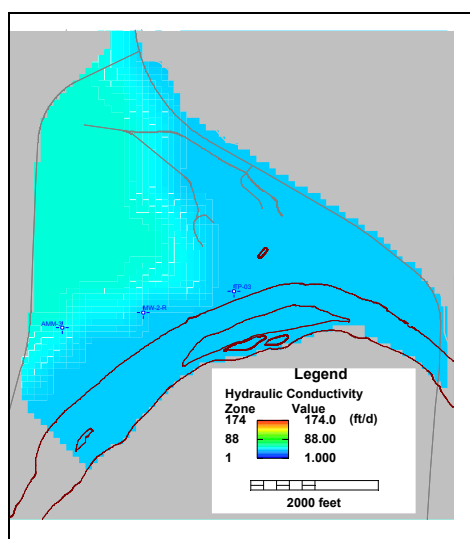 EP-03
MW-2-R
AMM-3I
Legend
Hydraulic Conductivity
Zone Value
174 174.0 (ft/d)
88 88.00
1 1.000
2000 feet